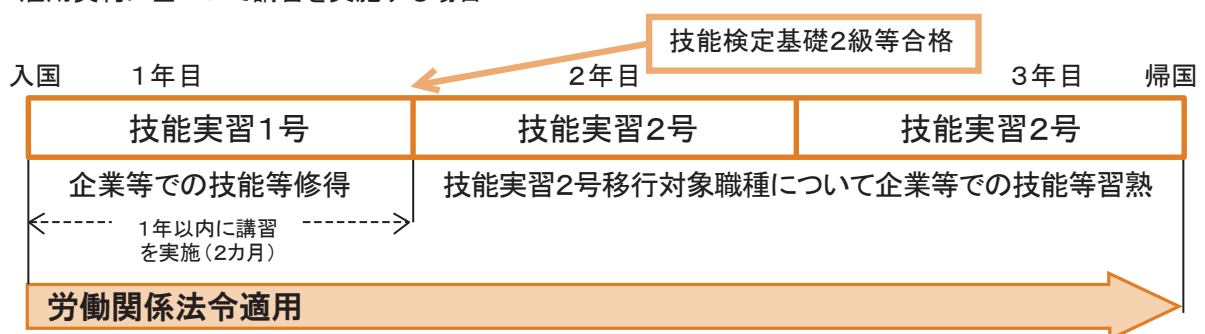 技能検定基礎2級等合格
入国 1年目 2年目 3年目 帰国
技能実習1号 技能実習2号 技能実習2号
企業等での技能等修得 技能実習2号移行対象職種について企業等での技能等習熟
1年以内に講習
を実施(2カ月)
労働関係法令適用